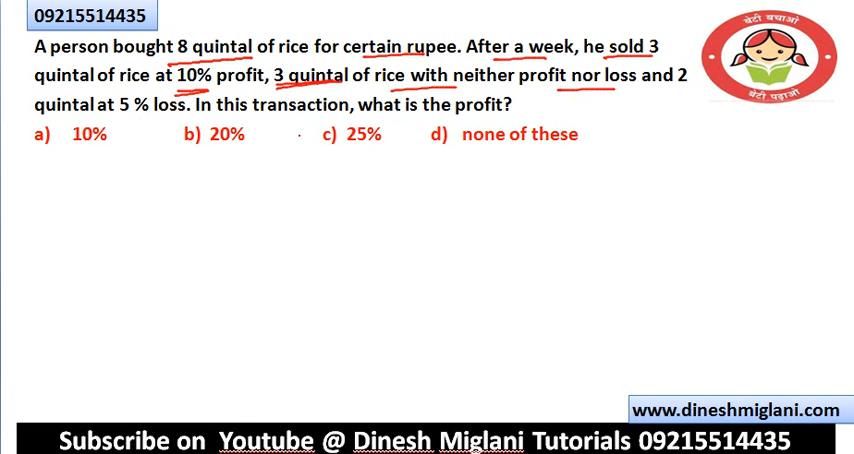 09215514435
बेटी बचाओ
A person bought 8 quintal of rice for certain rupee. After a week, he sold 3
quintal of rice at 10% profit, 3 quintal of rice with neither profit nor loss and 2
quintal at 5 % loss. In this transaction, what is the profit?
बेटी पढ़ाओ
a) 10% b) 20% c) 25% d) none of these
www.dineshmiglani.com
Subscribe on Youtube @ Dinesh Miglani Tutorials 09215514435